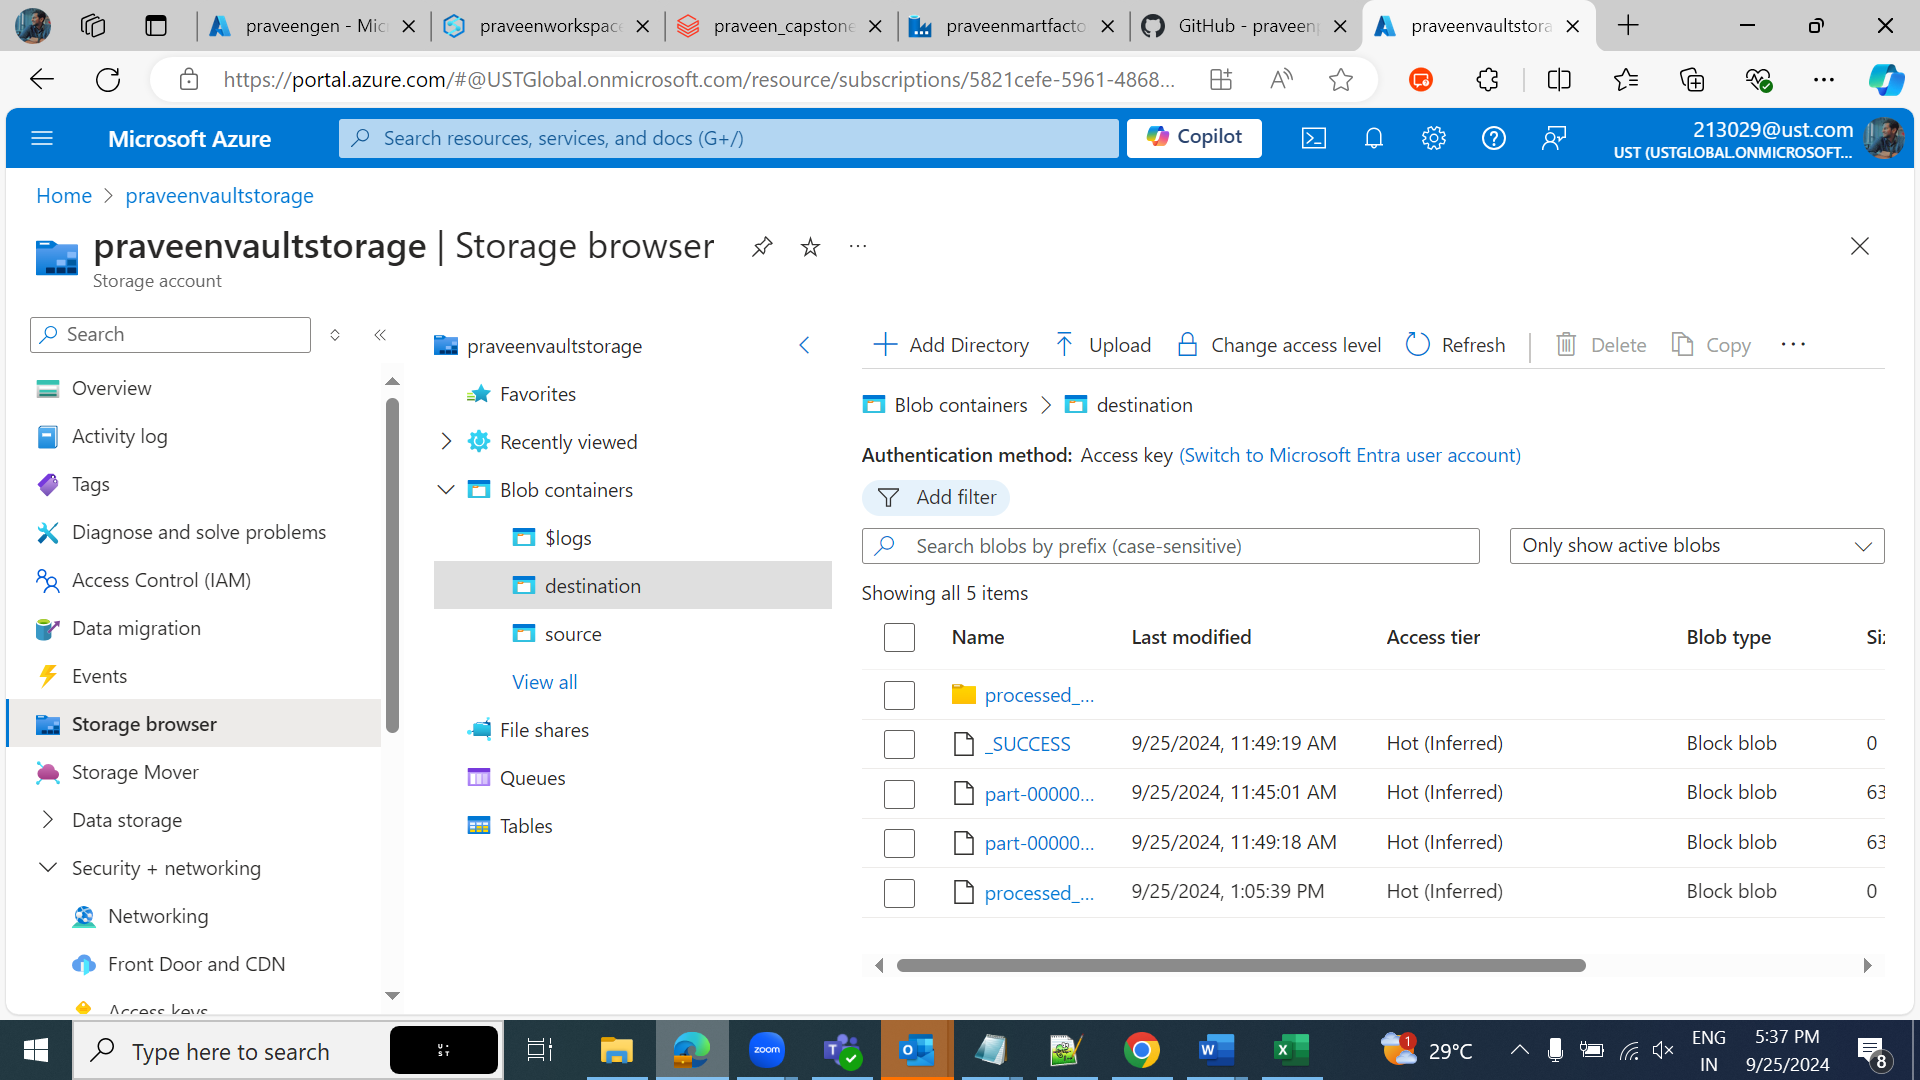 praveengen - Mic
praveenworkspace
praveen_capstone
praveenmartfacto
GitHub - praveenp
praveenvaultstora
https://portal.azure.com/#@USTGlobal.onmicrosoft.com/resource/subscriptions/5821cefe-5961-4868...
Microsoft Azure
Search resources, services, and docs (G+/)
Copilot
213029@ust.com
UST (USTGLOBAL.ONMICROSOFT...
Home > praveenvaultstorage
praveenvaultstorage | Storage browser
Storage account
Search
Overview
Activity log
Tags
Diagnose and solve problems
Access Control (IAM)
Data migration
Events
Storage browser
Storage Mover
Data storage
Security + networking
Networking
Front Door and CDN
Access keys
praveenvaultstorage
Favorites
Recently viewed
Blob containers
$logs
destination
source
View all
File shares
Queues
Tables
Add Directory Upload Change access level Refresh Delete Copy
Blob containers > destination
Authentication method: Access key (Switch to Microsoft Entra user account)
Add filter
Search blobs by prefix (case-sensitive)
Only show active blobs
Showing all 5 items
Name Last modified Access tier Blob type Siz
processed_...
_SUCCESS 9/25/2024, 11:49:19 AM Hot (Inferred) Block blob 0
part-00000... 9/25/2024, 11:45:01 AM Hot (Inferred) Block blob 63
part-00000... 9/25/2024, 11:49:18 AM Hot (Inferred) Block blob 63
processed_... 9/25/2024, 1:05:39 PM Hot (Inferred) Block blob 0
Type here to search
U ST
zoom
1
29°C
ENG
IN
5:37 PM
9/25/2024
8